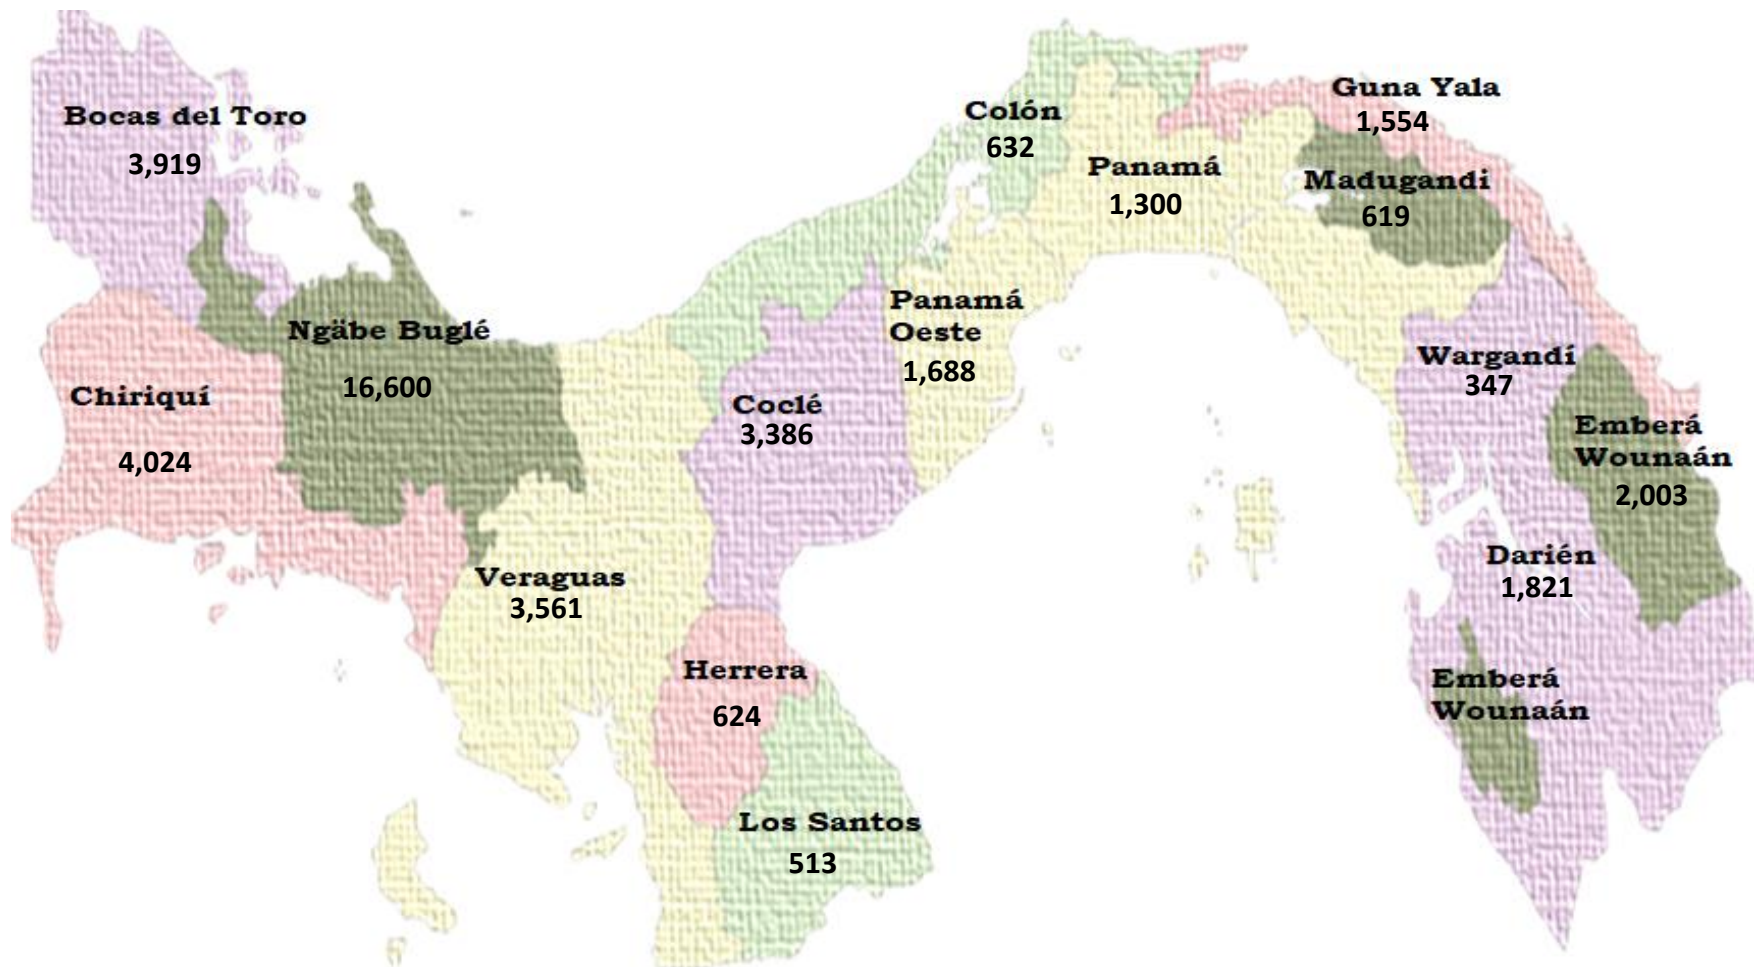 Bocas del Toro
3,919
Ngäbe Buglé
16,600
Chiriquí
4,024
Veraguas
3,561
Herrera
624
Los Santos
513
Coclé
3,386
Colón
632
Panamá
Oeste
1,688
Panamá
1,300
Guna Yala
1,554
Madugandi
619
Wargandí
347
Emberá
Wounaán
2,003
Darién
1,821
Emberá
Wounaán